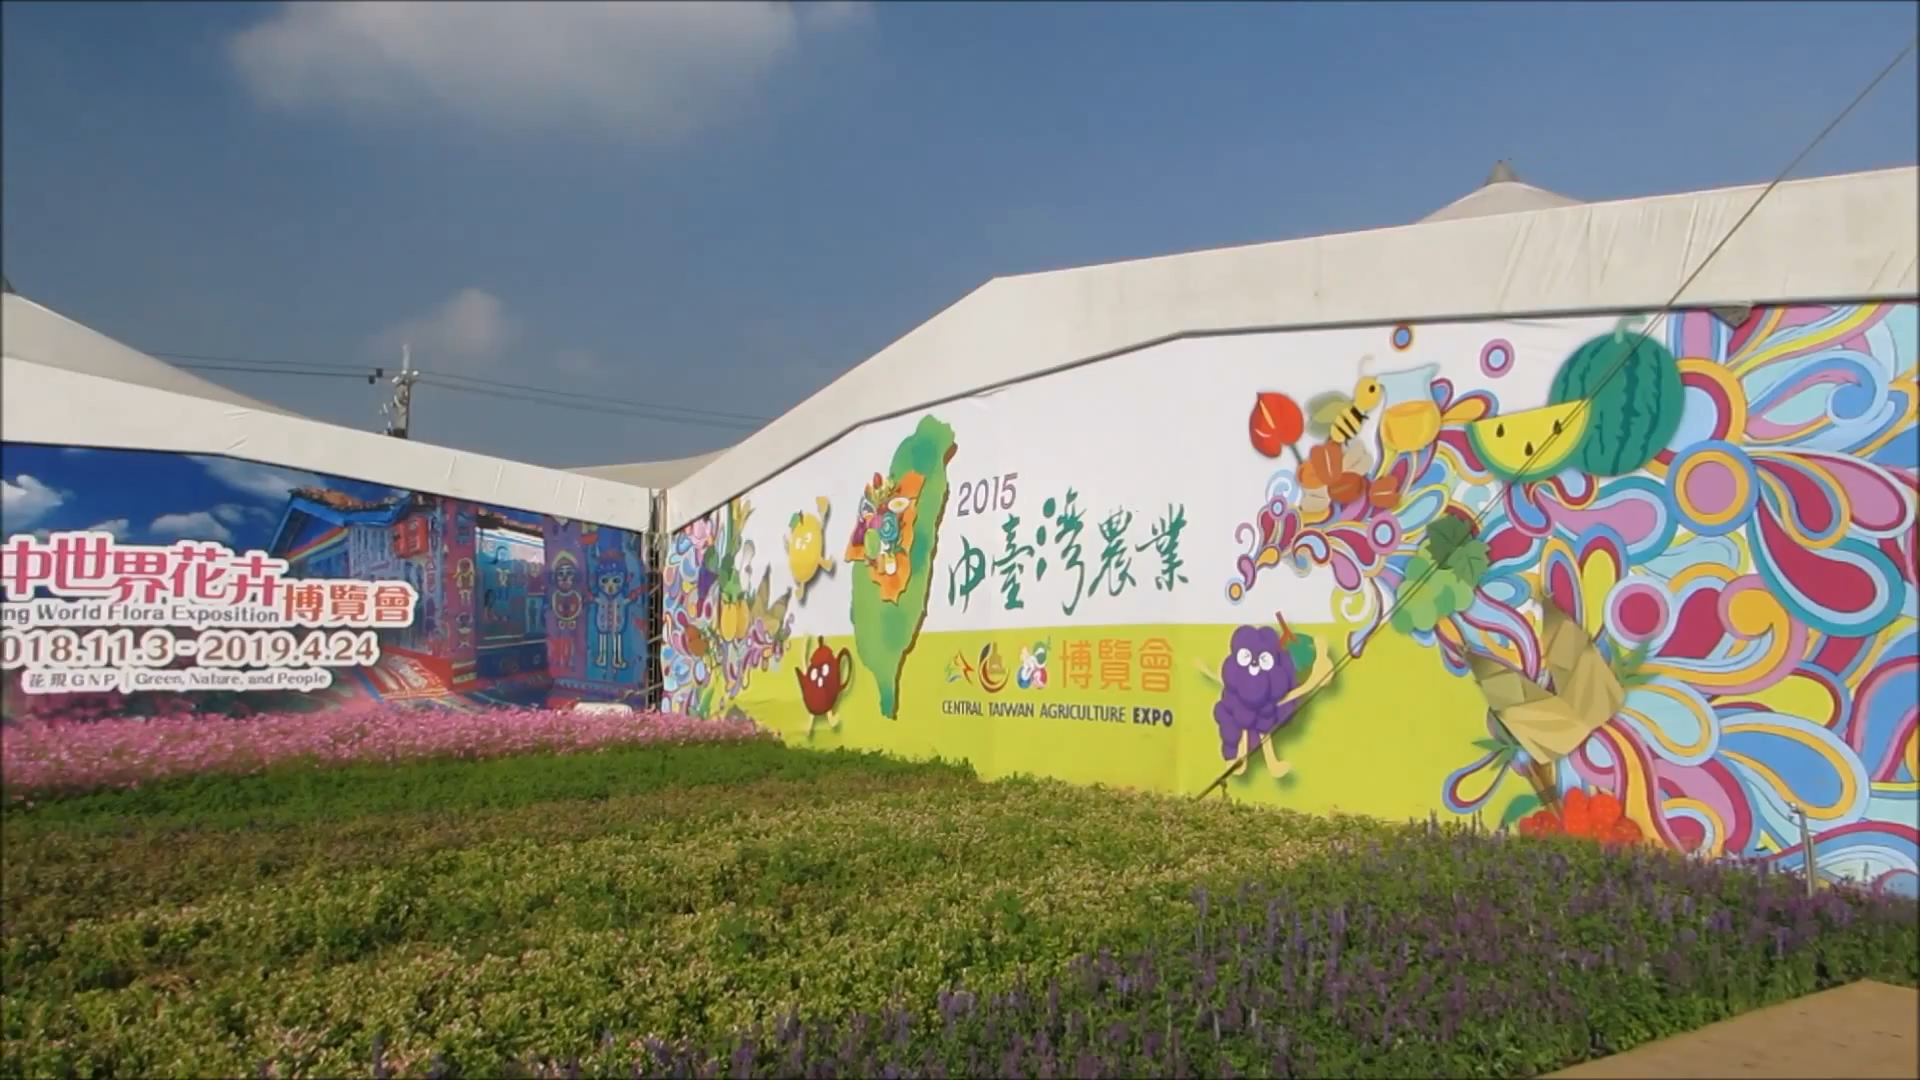 中世界花卉博覽會
ng World Flora Exposition
018.11.3-2019.4.24
花現GNP | Green, Nature, and People
2015
中臺灣農業
博覽會
CENTRAL TAIWAN AGRICULTURE EXPO